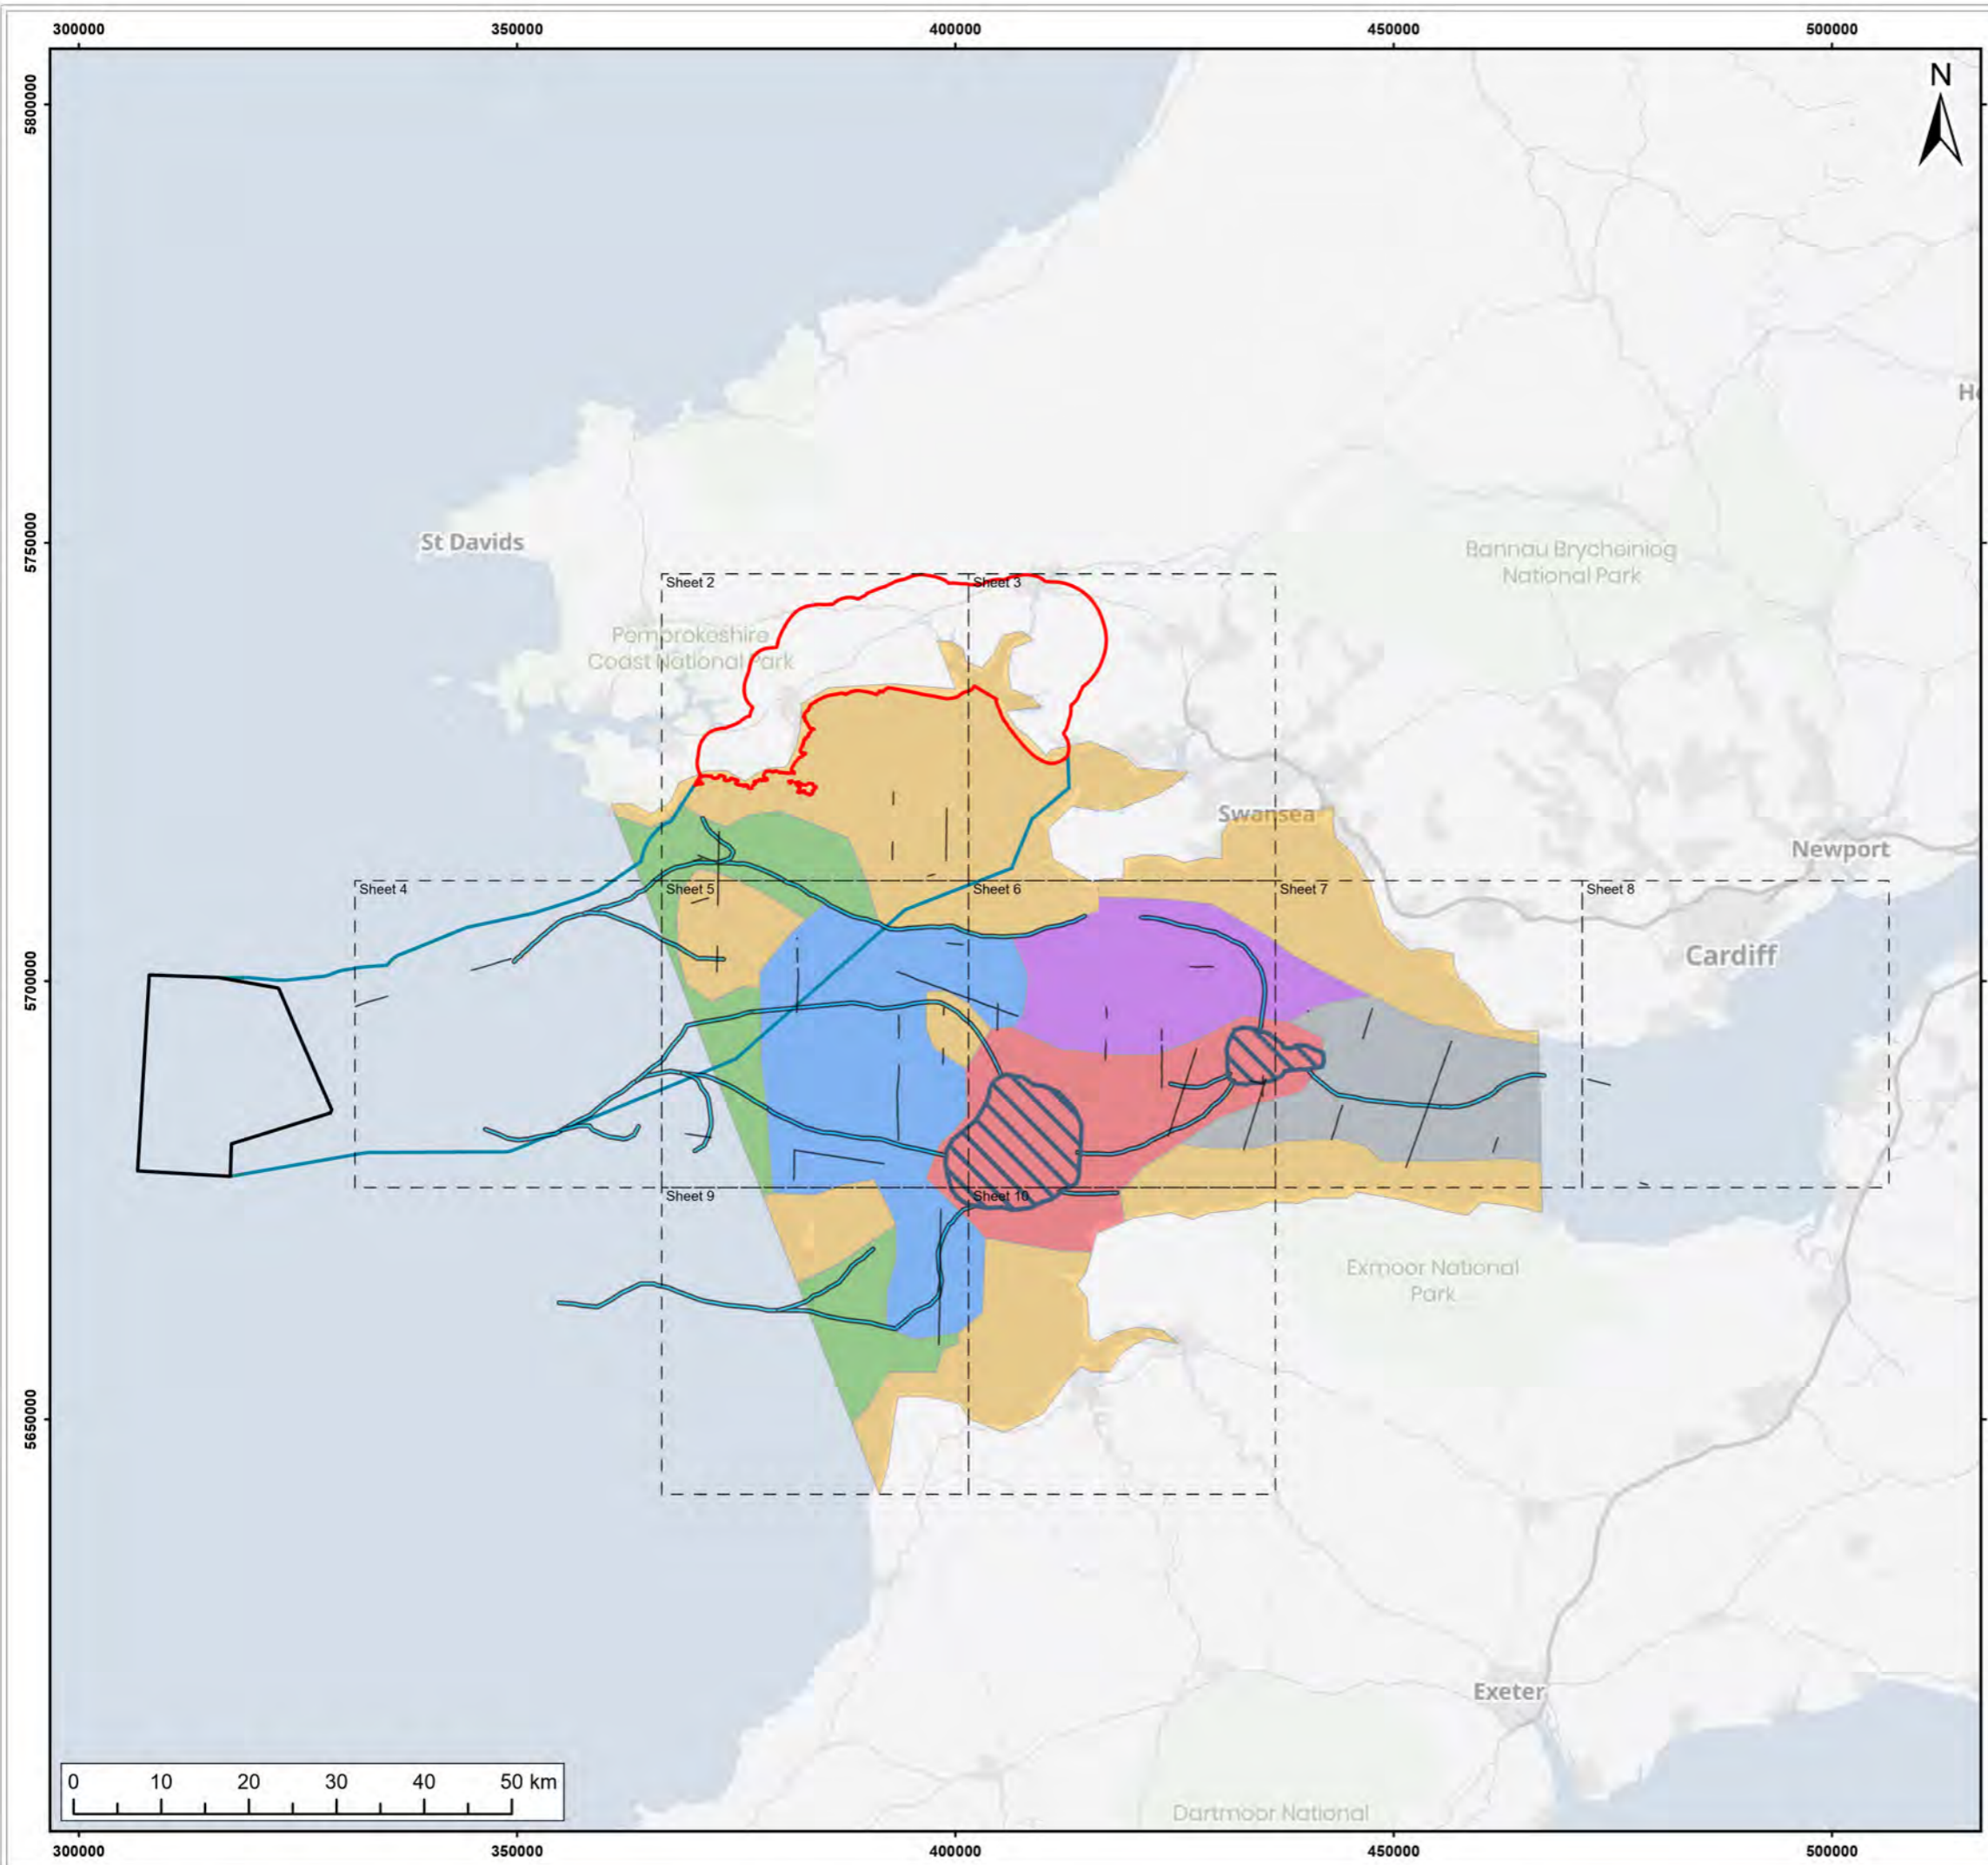 300000 350000 400000 450000 500000
N
5800000
H
5750000
St Davids
Bannau Brycheiniog
National Park
Sheet 2
Sheet 3
Pembrokeshire
Coast National Park
Swansea
Newport
Sheet 4
Sheet 5
Sheet 6
Sheet 7
Sheet 8
Cardiff
5700000
Sheet 9
Sheet 10
Exmoor National
Park
5650000
Exeter
0 10 20 30 40 50 km
Dartmoor National
300000 350000 400000 450000 500000